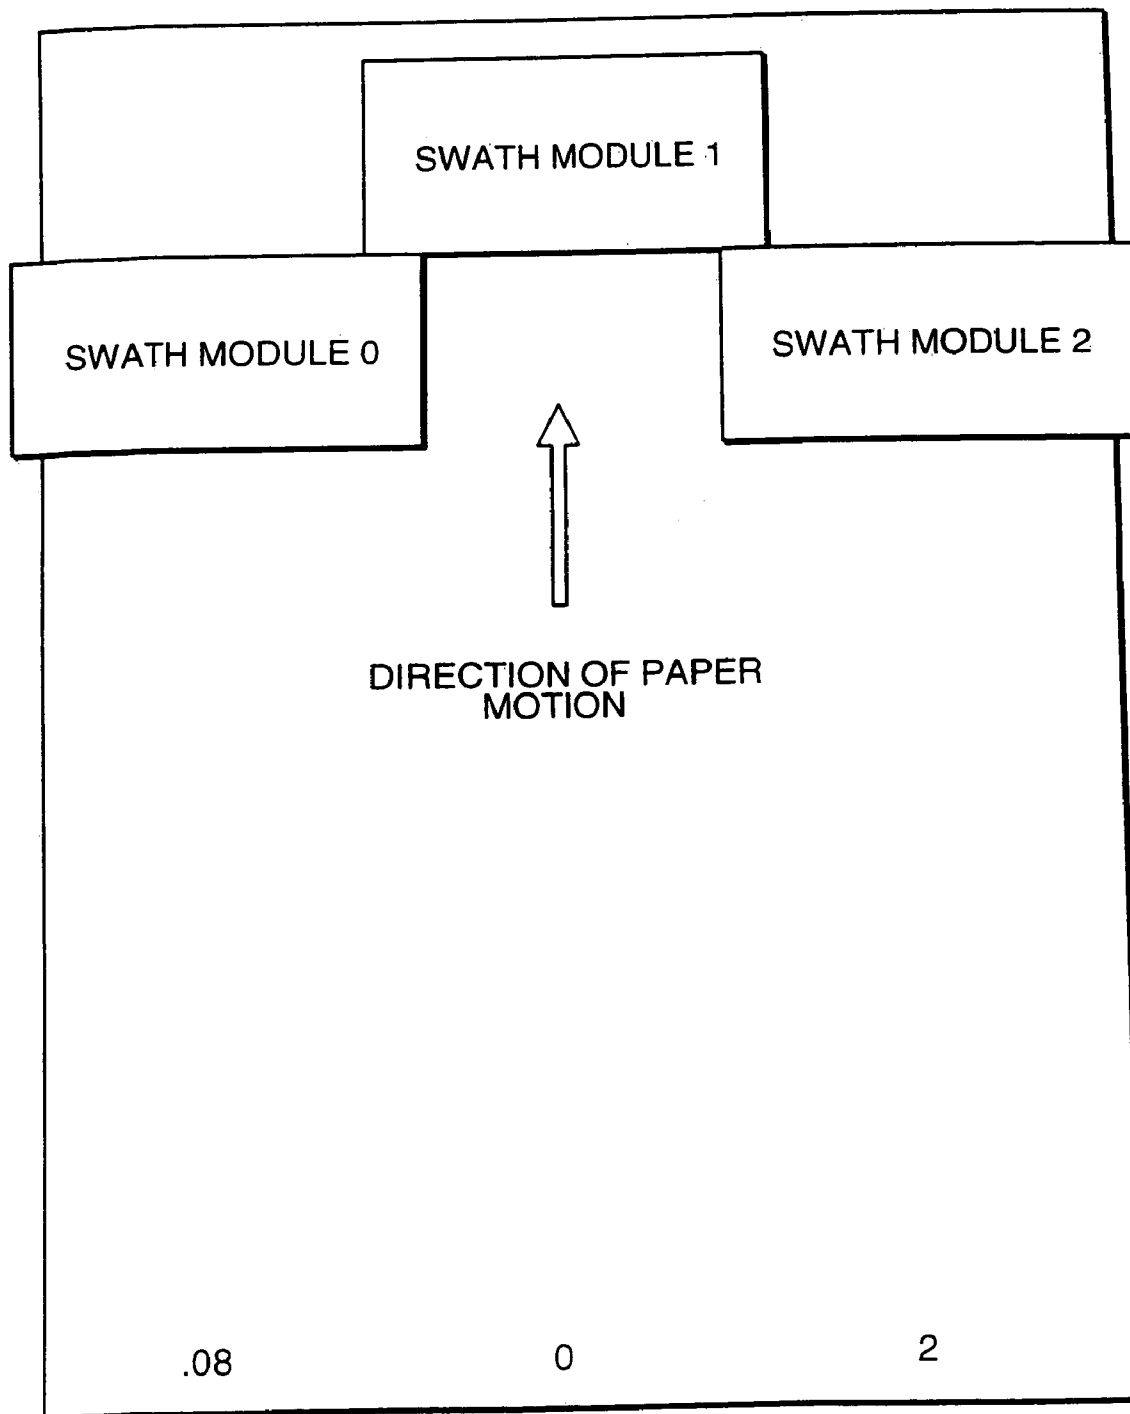 SWATH MODULE 1
SWATH MODULE 0
SWATH MODULE 2
DIRECTION OF PAPER
MOTION
.08
0
2